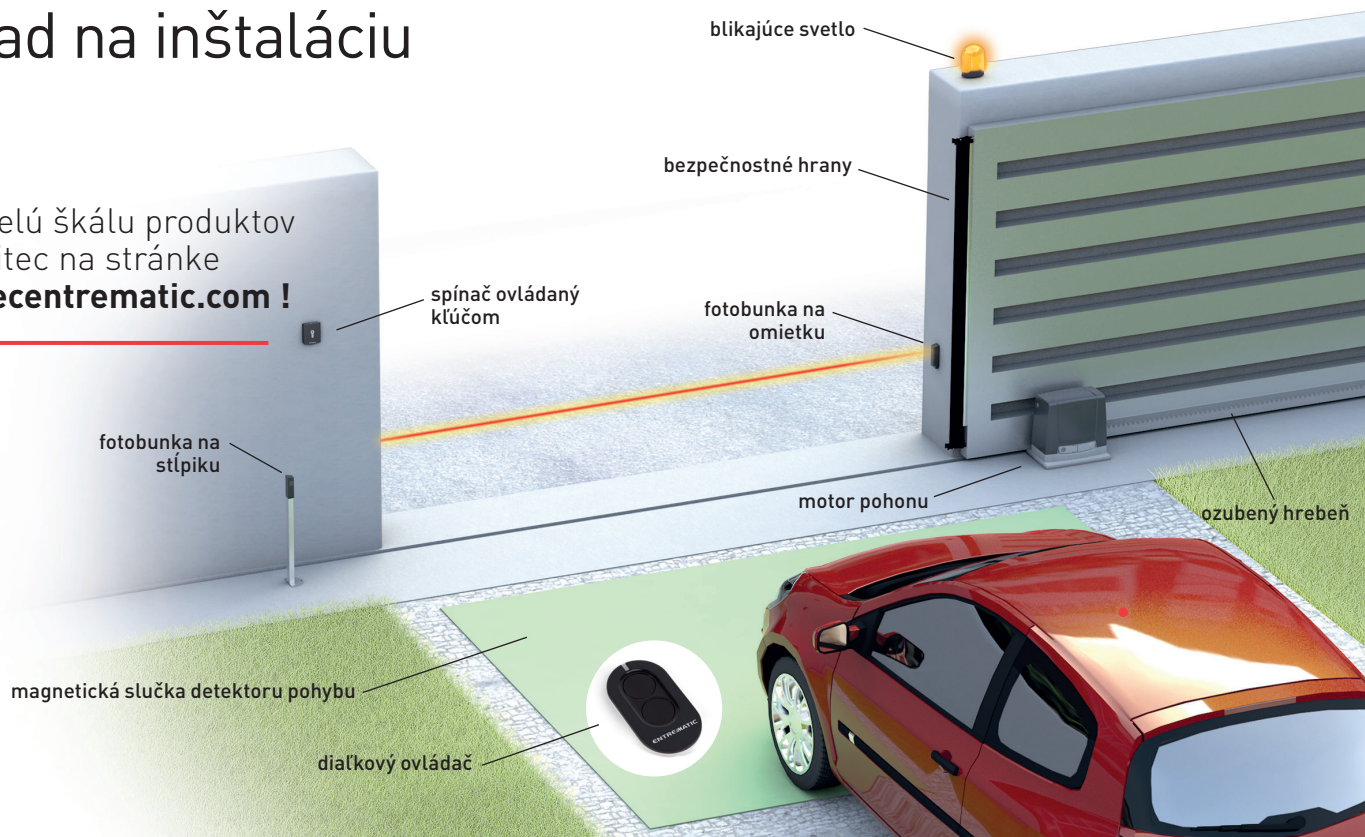 ad na inštaláciu
blikajúce svetlo
bezpečnostné hrany
elú škálu produktov
itec na stránke
ecentrematic.com !
spínač ovládaný
kľúčom
fotobunka na
omietku
fotobunka na
stĺpiku
motor pohonu
ozubený hrebeň
magnetická slučka detektoru pohybu
ENTREMATIC
diaľkový ovládač